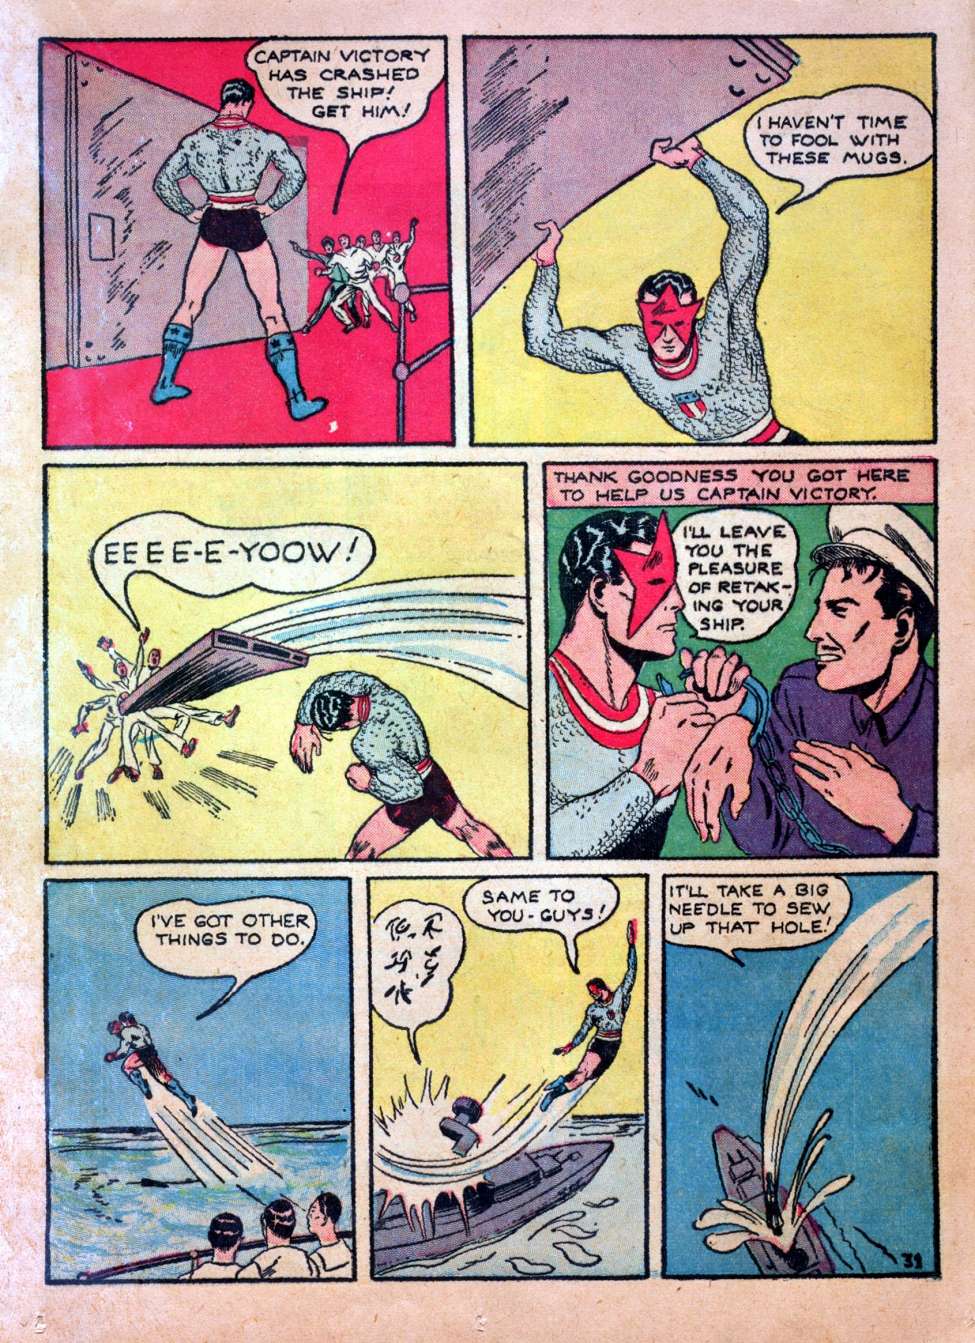 CAPTAIN VICTORY
HAS CRASHED
THE SHIP!
GET HIM!
I HAVEN'T TIME
TO FOOL WITH
THESE MUGS.
EEEE-E-YOOW!
THANK GOODNESS YOU GOT HERE
TO HELP US CAPTAIN VICTORY.
I'LL LEAVE
YOU THE
PLEASURE
OF RETAK-
ING YOUR
SHIP.
I'VE GOT OTHER
THINGS TO DO.
SAME TO
YOU-GUYS!
IT'LL TAKE A BIG
NEEDLE TO SEW
UP THAT HOLE!
39